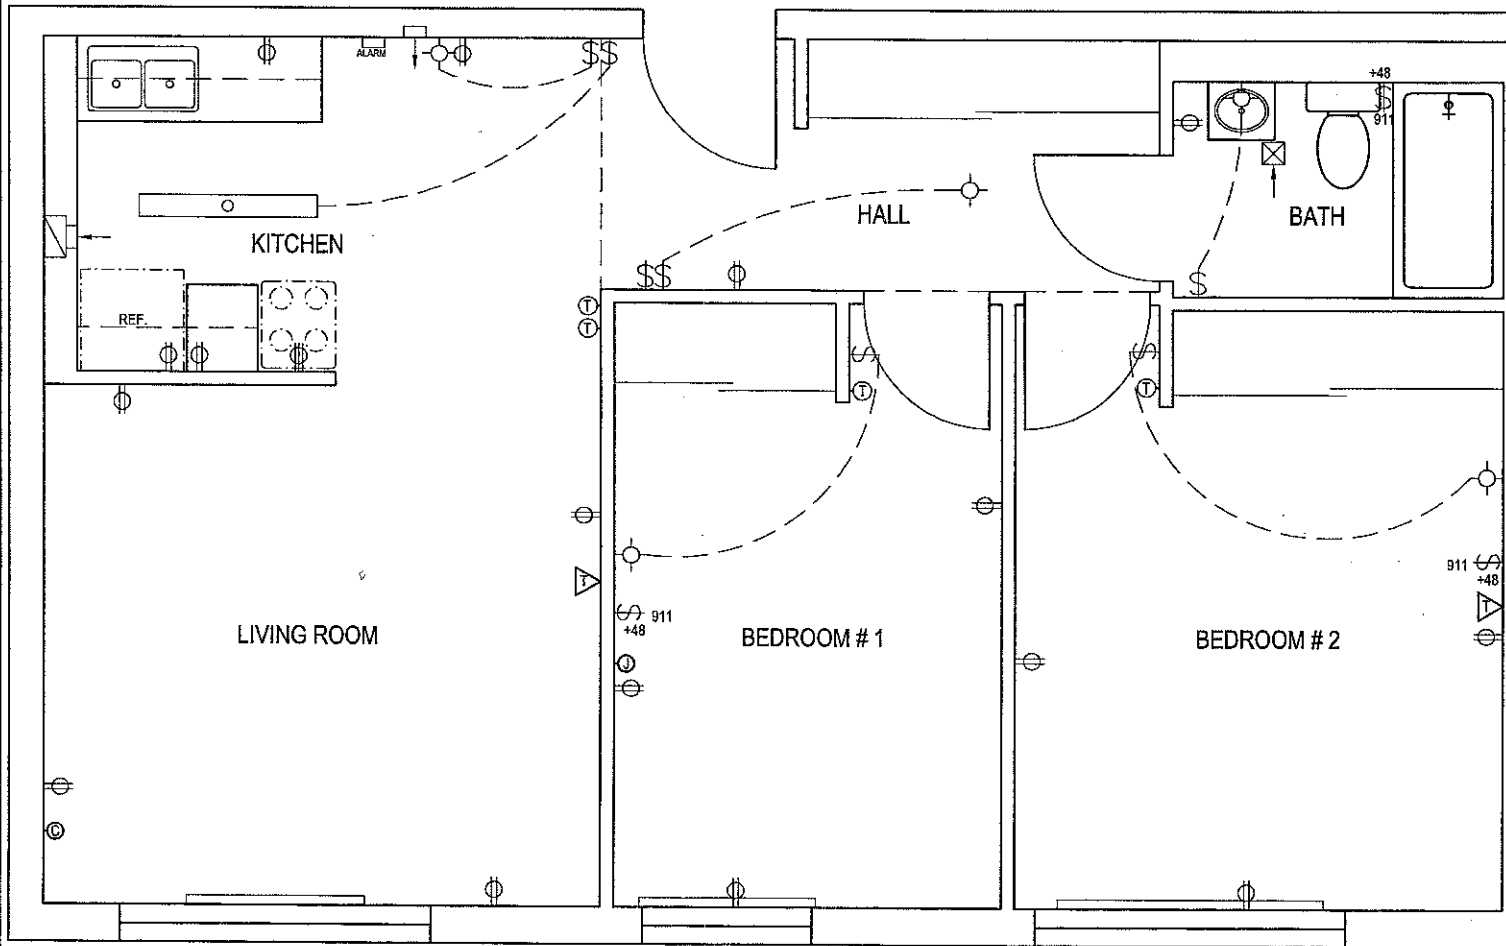 ALARM
$$
+48
$
911
HALL
BATH
KITCHEN
$$
$
T
T
REF.
$
T
$
T
T
911 $
+48
T
$ 911
+48
LIVING ROOM
BEDROOM # 1
BEDROOM # 2
J
C